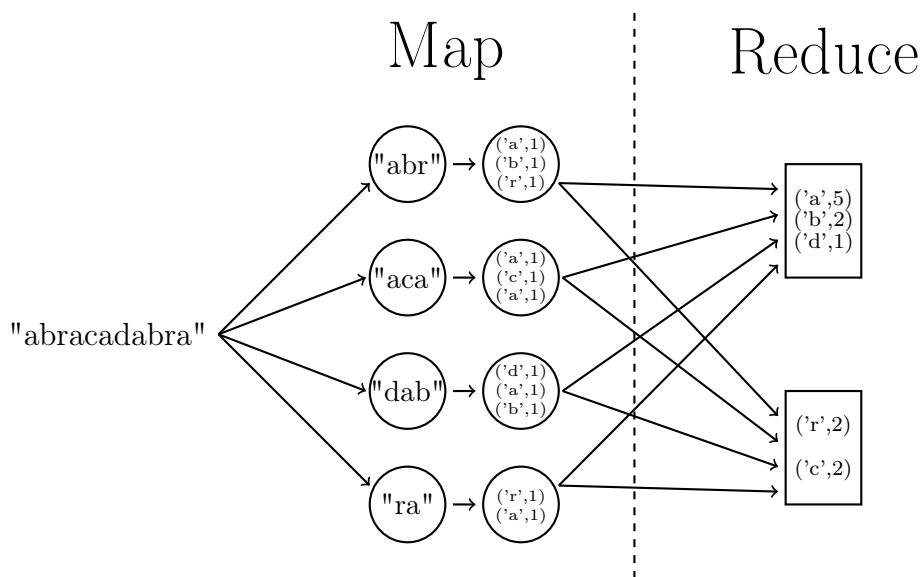 Map
Reduce
"abracadabra"
"abr"
('a',1)
('b',1)
('r',1)
"aca"
('a',1)
('c',1)
('a',1)
"dab"
('d',1)
('a',1)
('b',1)
"ra"
('r',1)
('a',1)
('a',5)
('b',2)
('d',1)
('r',2)
('c',2)